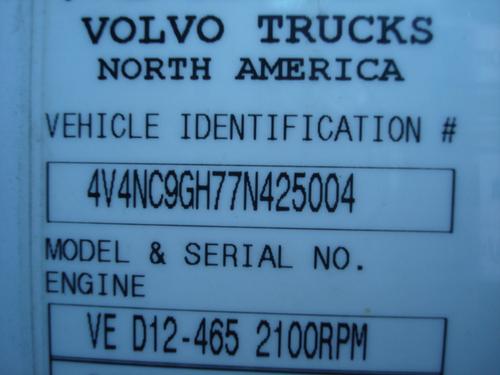 VOLVO TRUCKS
NORTH AMERICA
VEHICLE IDENTIFICATION #
4V4NC9GH77N425004
MODEL & SERIAL NO.
ENGINE
VE D12-465 2100RPM